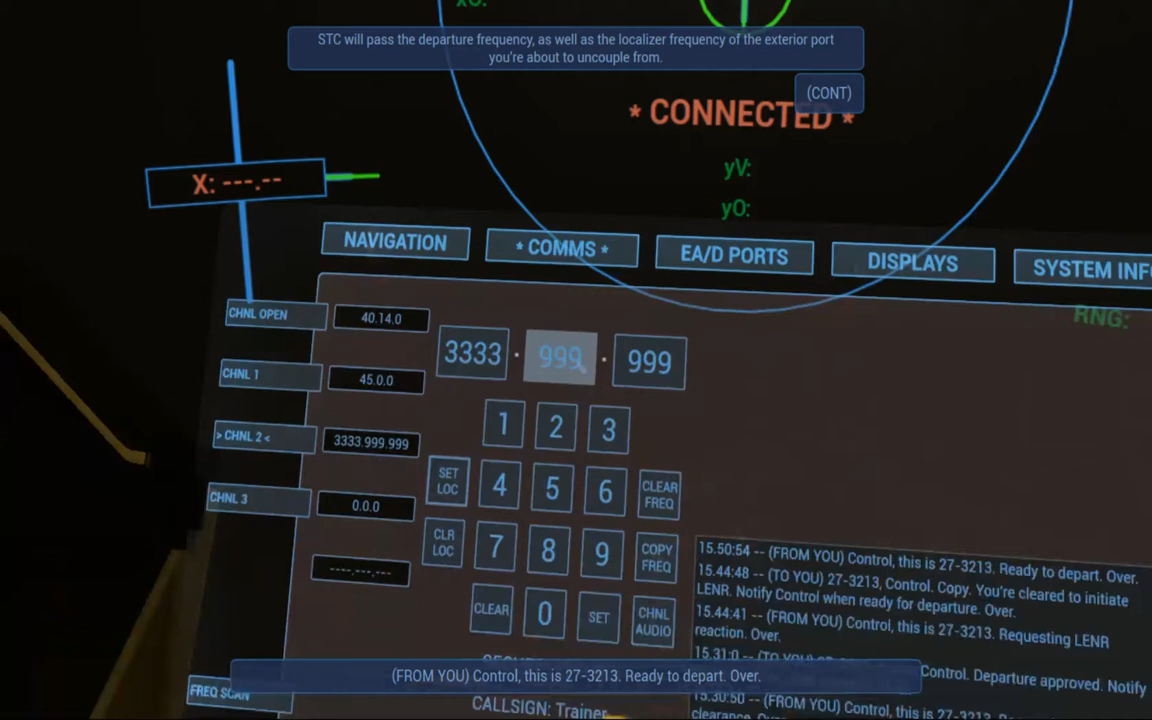 xO:
STC will pass the departure frequency, as well as the localizer frequency of the exterior port
you're about to uncouple from.
(CONT)
* CONNECTED *
yV:
X: ---.--
yO:
NAVIGATION
* COMMS *
EA/D PORTS
DISPLAYS
SYSTEM INFO
RNG:
CHNL OPEN
40.14.0
3333 . 999 . 999
CHNL 1
45.0.0
1 2 3
> CHNL 2 <
3333.999.999
SET
LOC
4 5 6
CLEAR
FREQ
CHNL 3
0.0.0
CLR
LOC
7 8 9
COPY
FREQ
----.---.---
CLEAR
0
SET
CHNL
AUDIO
15.50:54 -- (FROM YOU) Control, this is 27-3213. Ready to depart. Over.
15.44:48 -- (TO YOU) 27-3213, Control. Copy. You're cleared to initiate
LENR. Notify Control when ready for departure. Over.
15.44:41 -- (FROM YOU) Control, this is 27-3213. Requesting LENR
reaction. Over.
15.31:0 -- (TO YOU) Control. Departure approved. Notify
15.30:50 -- (FROM YOU) Control, this is 27-3213.
(FROM YOU) Control, this is 27-3213. Ready to depart. Over.
FREQ SCAN
CALLSIGN: Trainer